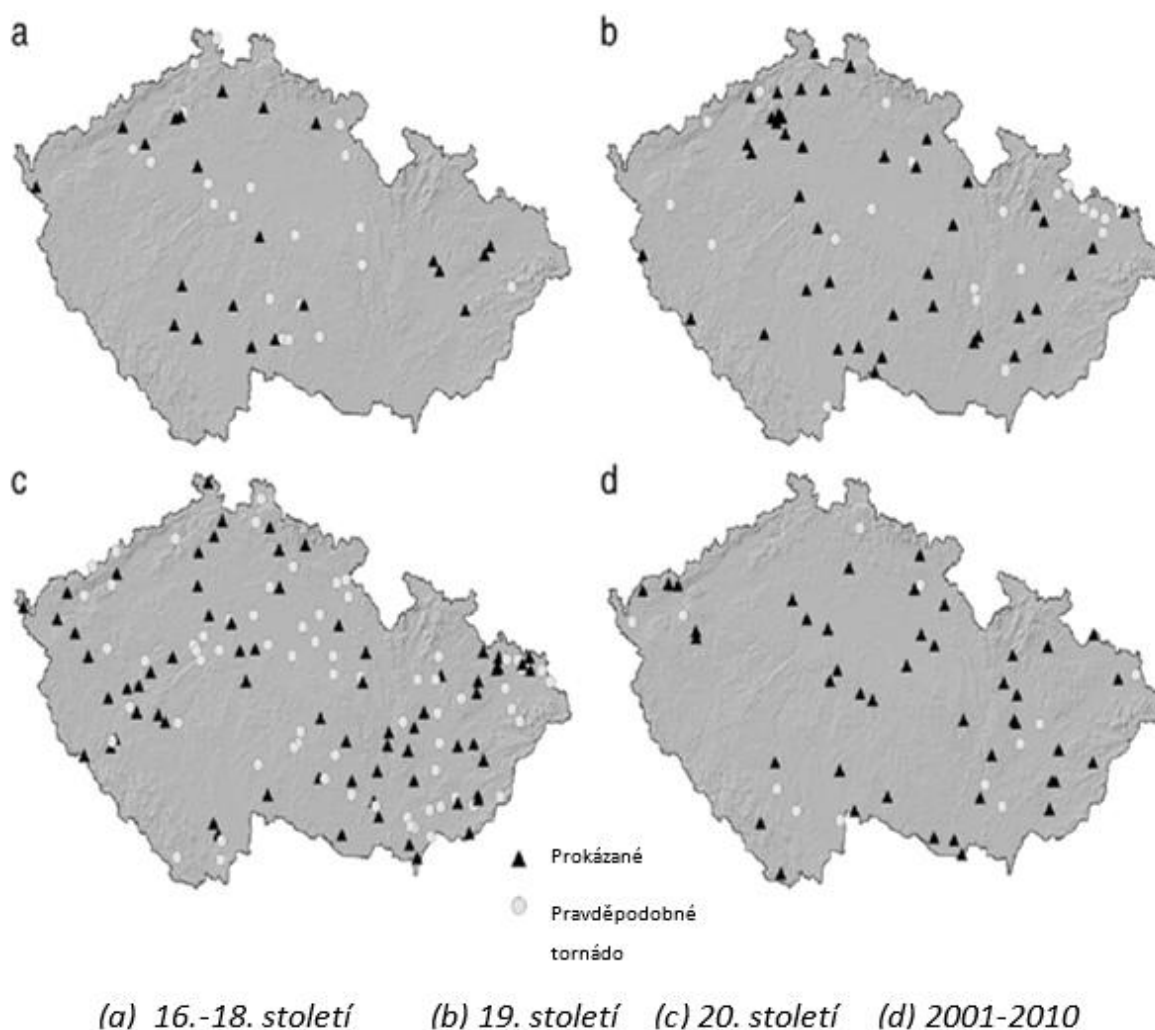 a
b
c
d
Prokázané
Pravděpodobné
tornádo
(a) 16.-18. století (b) 19. století (c) 20. století (d) 2001-2010